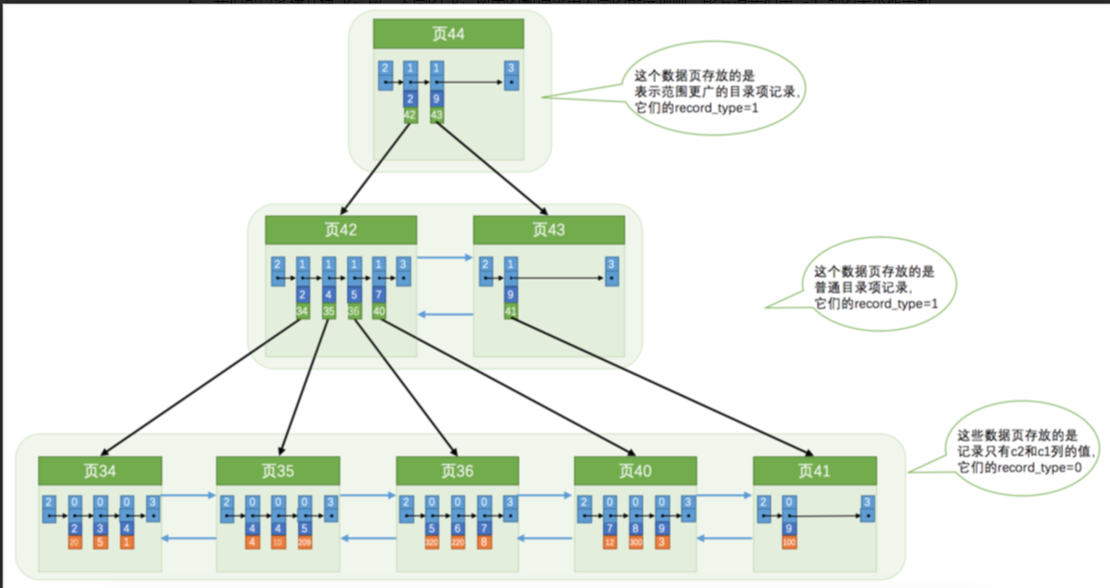 页44
2 1 1 3
2 9
42 43
这个数据页存放的是
表示范围更广的目录项记录,
它们的record_type=1
页42 页43
2 1 1 1 1 3 2 1 3
2 4 5 7 9
34 35 36 40 41
这个数据页存放的是
普通目录项记录,
它们的record_type=1
这些数据页存放的是
记录只有c2和c1列的值,
它们的record_type=0
页34 页35 页36 页40 页41
2 0 0 0 3 2 0 0 0 3 2 0 0 0 3 2 0 0 0 3 2 0 3
2 3 4 4 4 5 5 6 7 7 8 9 9
20 5 1 4 10 209 320 220 8 12 300 3 100